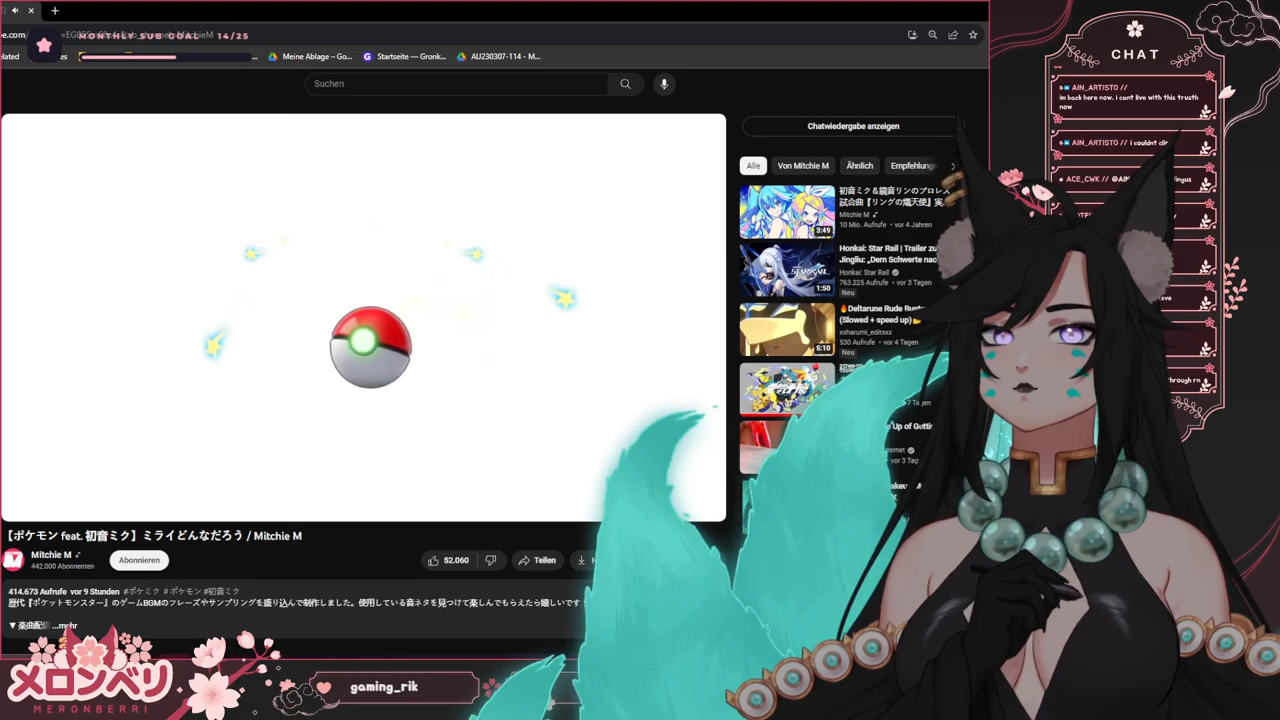 MONTHLY SUB GOAL 14/25
Meine Ablage – Go...
Startseite — Gronk...
AU230307-114 - M...
Suchen
CHAT
AIN_ARTISTO //
im back here now. i cant live with this trusth
now
AIN_ARTISTO // i couldnt
ACE_CWK //
Chatwiedergabe anzeigen
Alle
Von Mitchie M
Ähnlich
初音ミク＆鏡音リンのプロレス
試合曲『リングの熾天使』実
Mitchie M
10 Mio. Aufrufe • vor 4 Jahren
3:49
Honkai: Star Rail | Trailer zu
Jingliu: „Dem Schwerte nac
Honkai: Star Rail
763.225 Aufrufe • vor 3 Tagen
Neu
1:50
Deltarune Rude
(Slowed + speed up)
xxharumi_editsxx
530 Aufrufe • vor 4 Tagen
Neu
5:10
through rn
【ポケモン feat. 初音ミク】ミライどんなだろう / Mitchie M
Mitchie M
442.000 Abonnenten
Abonnieren
52.060
Teilen
414.673 Aufrufe vor 9 Stunden #ポケミク #ポケモン #初音ミク
歴代『ポケットモンスター』のゲームBGMのフレーズやサンプリングを盛り込んで制作しました。使用している音ネタを見つけて楽しんでもらえたら嬉しいです！
▼ 楽曲配信 ...mehr
メロンベリ
MERONBERRI
gaming_rik